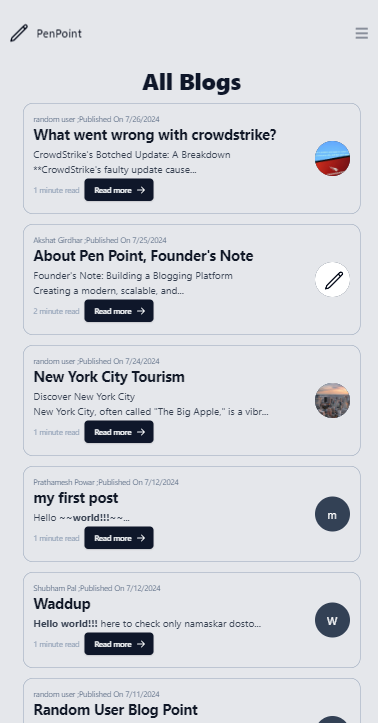 PenPoint
All Blogs
random user ;Published On 7/26/2024
What went wrong with crowdstrike?
CrowdStrike's Botched Update: A Breakdown
**CrowdStrike's faulty update cause...
1 minute read Read more →
Akshat Girdhar ;Published On 7/25/2024
About Pen Point, Founder's Note
Founder's Note: Building a Blogging Platform
Creating a modern, scalable, and...
2 minute read Read more →
random user ;Published On 7/24/2024
New York City Tourism
Discover New York City
New York City, often called "The Big Apple," is a vibr...
1 minute read Read more →
Prathamesh Powar ;Published On 7/12/2024
my first post
Hello ~~world!!!~~...
m
1 minute read Read more →
Shubham Pal ;Published On 7/12/2024
Waddup
Hello world!!! here to check only namaskar dosto...
W
1 minute read Read more →
random user ;Published On 7/11/2024
Random User Blog Point